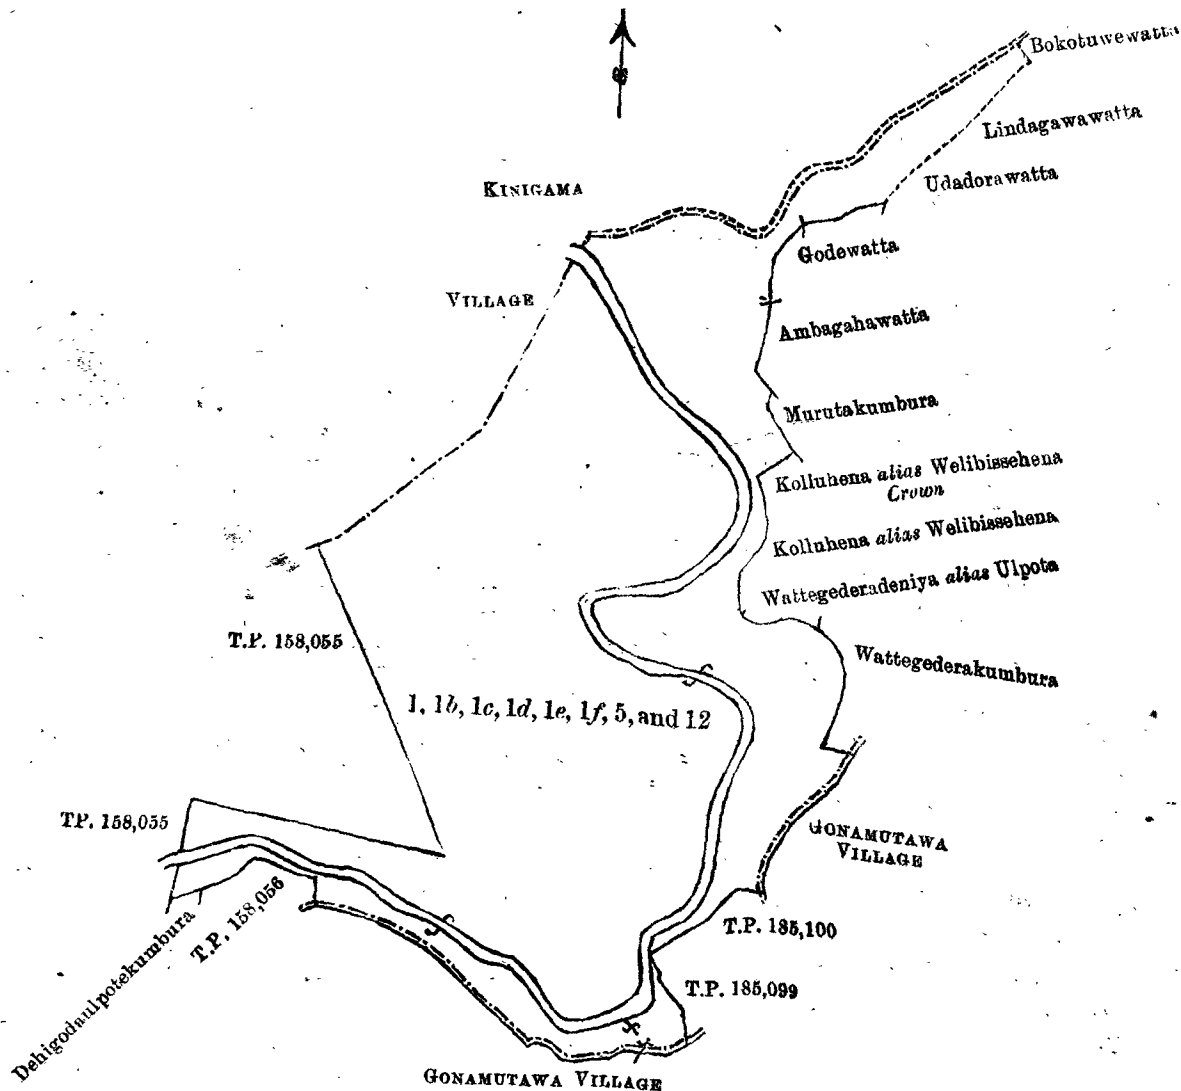 Bokotuwewatta
Lindagawawatta
Udadorawatta
KINIGAMA
Godewatta
VILLAGE
Ambagahawatta
Murutakumbura
Kolluhena alias Welibissehena
Crown
Kolluhena alias Welibissehena
Wattegederadeniya alias Ulpota
T.P. 158,055
Wattegederakumbura
1, 1b, 1c, 1d, 1e, 1f, 5, and 12
T.P. 158,055
GONAMUTAWA
VILLAGE
T.P. 158,056
T.P. 185,100
Dehigodaulpotekumbura
T.P. 185,099
GONAMUTAWA VILLAGE